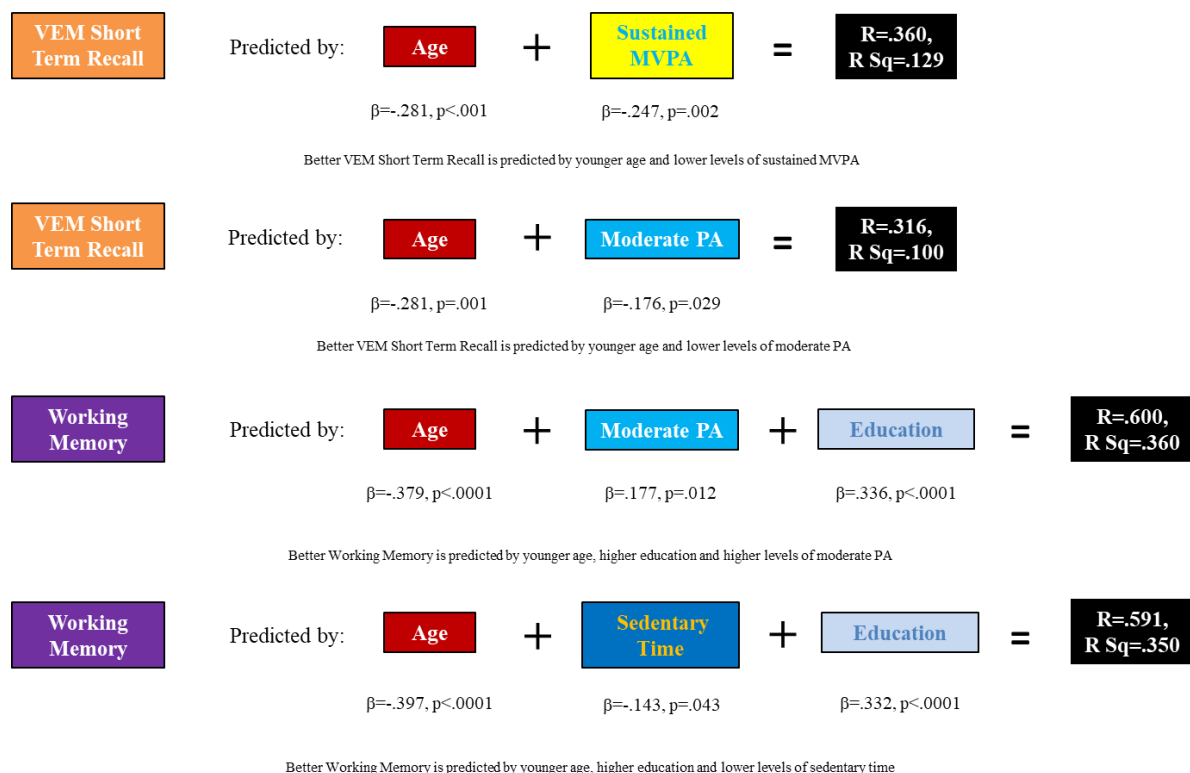 VEM Short
Term Recall
Predicted by:
Age
+
Sustained
MVPA
=
R=.360,
R Sq=.129
β=-.281, p<.001
β=-.247, p=.002
Better VEM Short Term Recall is predicted by younger age and lower levels of sustained MVPA
VEM Short
Term Recall
Predicted by:
Age
+
Moderate PA
=
R=.316,
R Sq=.100
β=-.281, p=.001
β=-.176, p=.029
Better VEM Short Term Recall is predicted by younger age and lower levels of moderate PA
Working
Memory
Predicted by:
Age
+
Moderate PA
+
Education
=
R=.600,
R Sq=.360
β=-.379, p<.0001
β=.177, p=.012
β=.336, p<.0001
Better Working Memory is predicted by younger age, higher education and higher levels of moderate PA
Working
Memory
Predicted by:
Age
+
Sedentary
Time
+
Education
=
R=.591,
R Sq=.350
β=-.397, p<.0001
β=-.143, p=.043
β=.332, p<.0001
Better Working Memory is predicted by younger age, higher education and lower levels of sedentary time